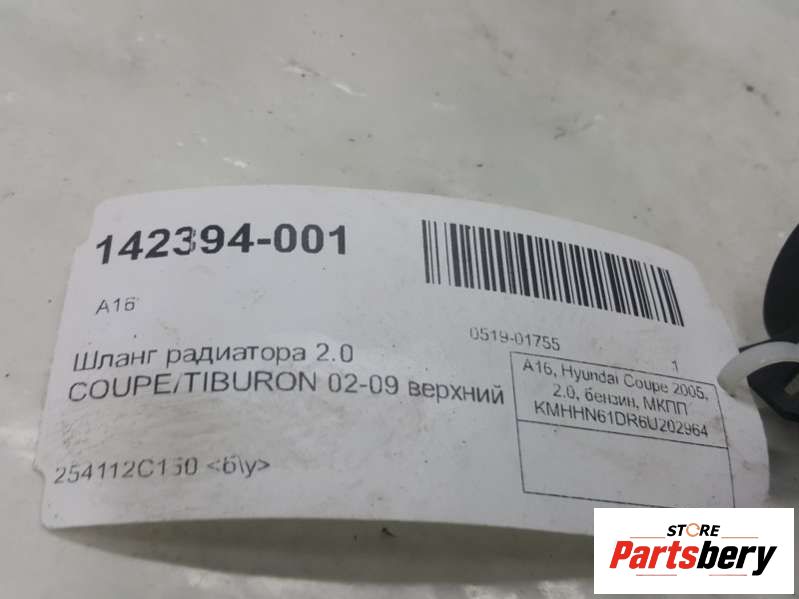 142394-001
A16
0519-01755
1
Шланг радиатора 2.0
COUPE/TIBURON 02-09 верхний
A16, Hyundai Coupe 2005,
2.0, бензин, МКПП
KMHHN61DR6U202964
254112C150 <б\у>
STORE
Partsbery